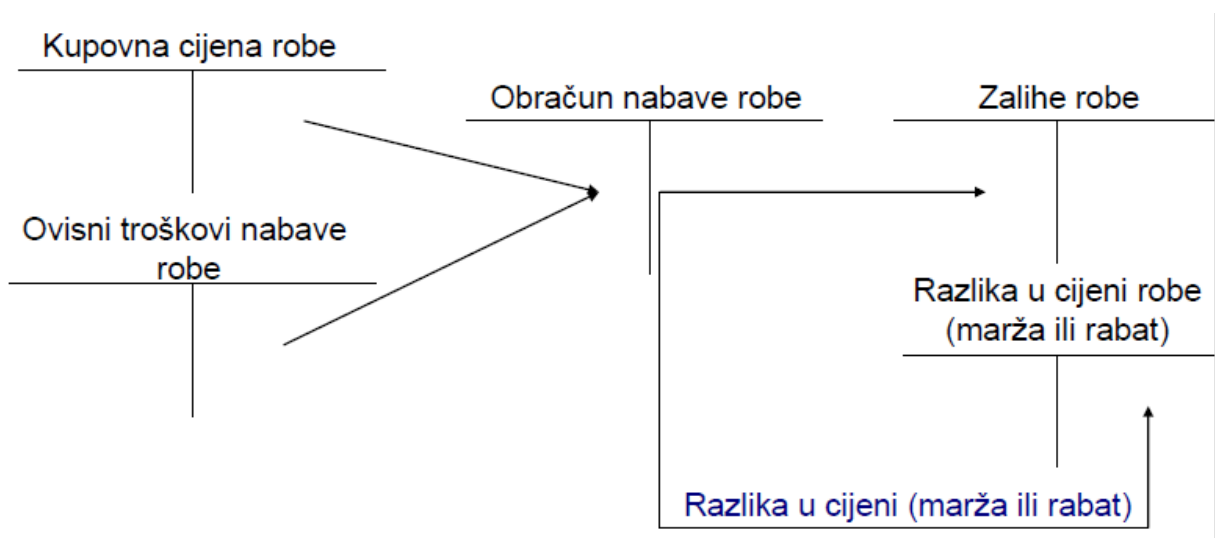 Kupovna cijena robe
Obračun nabave robe
Zalihe robe
Ovisni troškovi nabave
robe
Razlika u cijeni robe
(marža ili rabat)
Razlika u cijeni (marža ili rabat)